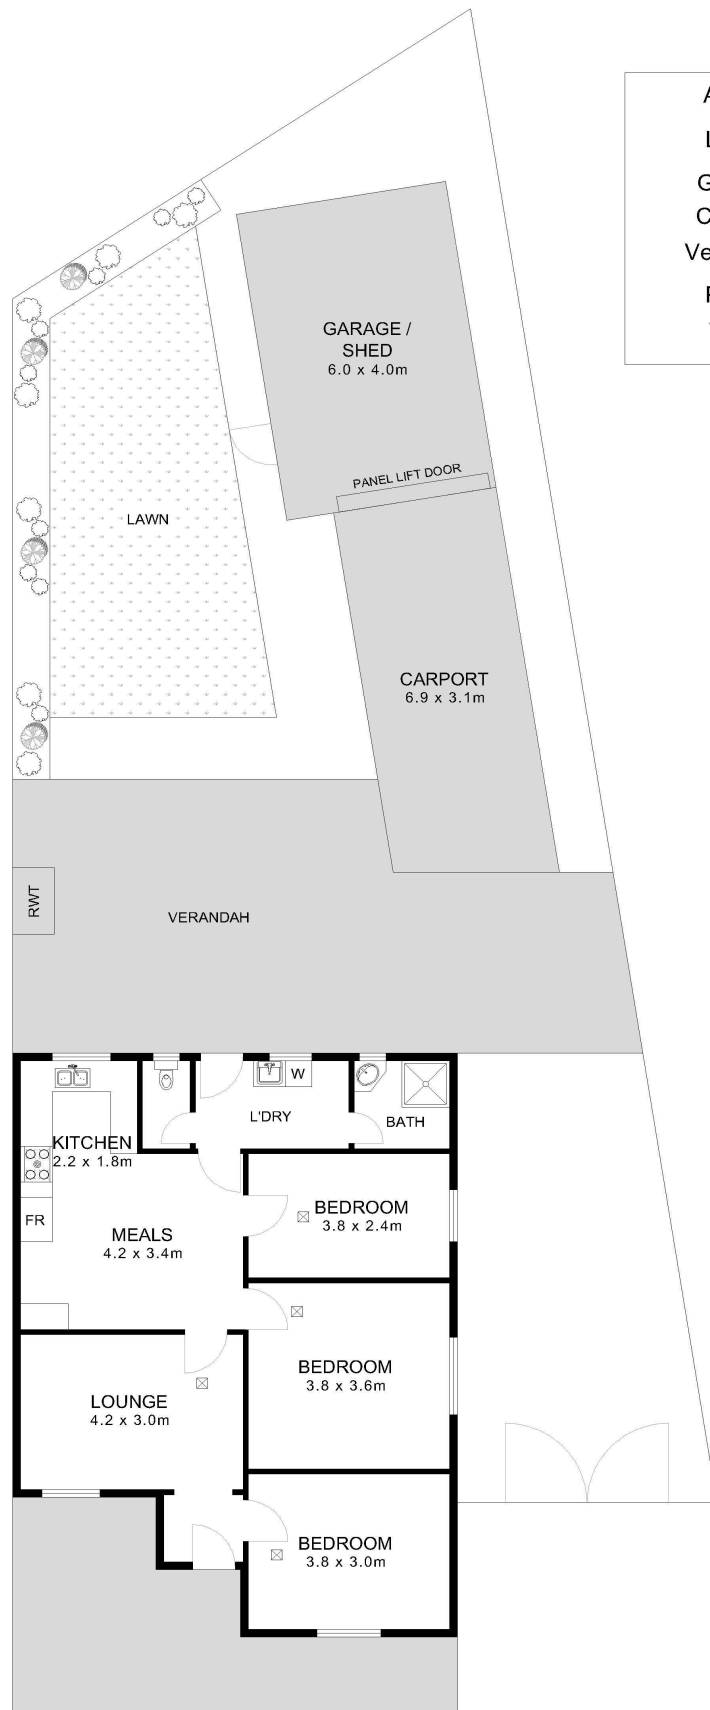 GARAGE /
SHED
6.0 x 4.0m
PANEL LIFT DOOR
LAWN
CARPORT
6.9 x 3.1m
RWT
VERANDAH
W
L'DRY
BATH
KITCHEN
2.2 x 1.8m
FR
MEALS
4.2 x 3.4m
BEDROOM
3.8 x 2.4m
BEDROOM
3.8 x 3.6m
LOUNGE
4.2 x 3.0m
BEDROOM
3.8 x 3.0m